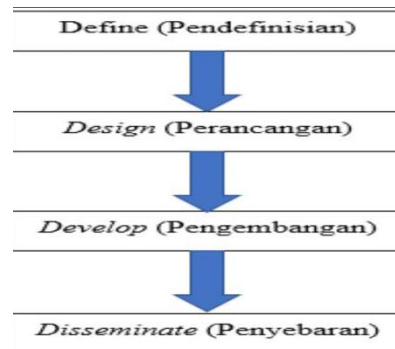 Define (Pendefinisian)
Design (Perancangan)
Develop (Pengembangan)
Disseminate (Penyebaran)